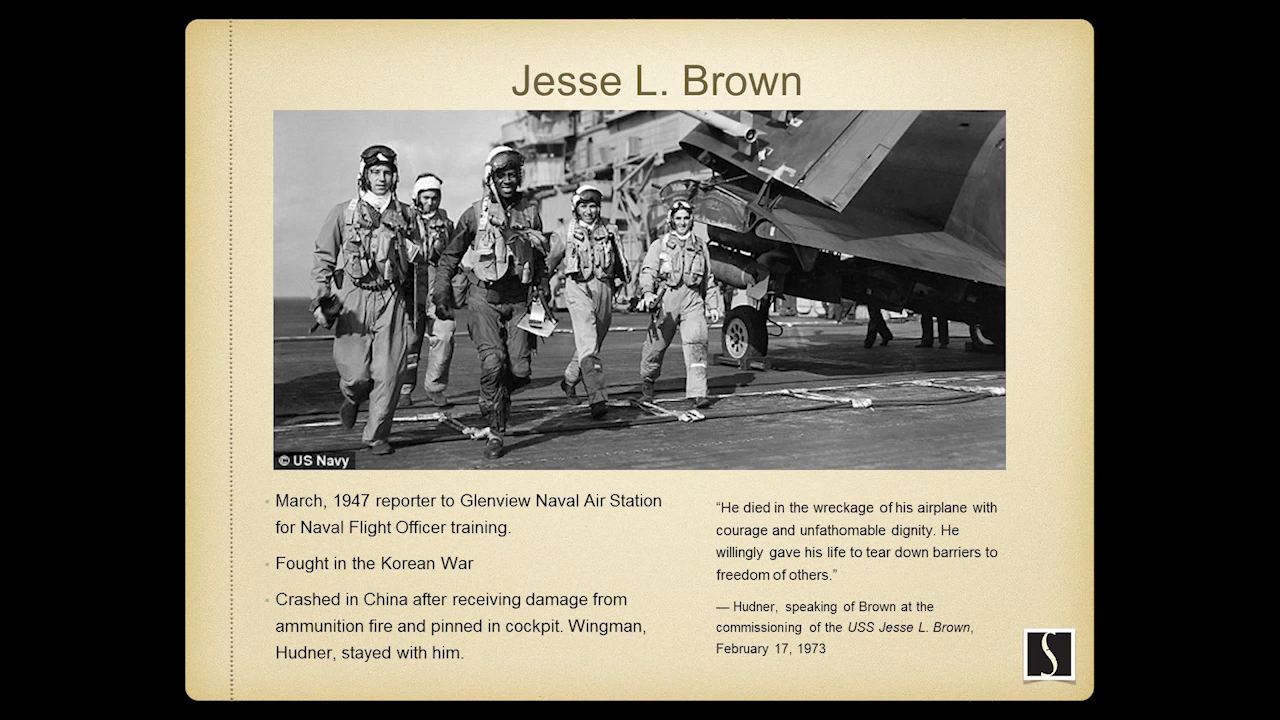 Jesse L. Brown
© US Navy
March, 1947 reporter to Glenview Naval Air Station
for Naval Flight Officer training.
Fought in the Korean War
Crashed in China after receiving damage from
ammunition fire and pinned in cockpit. Wingman,
Hudner, stayed with him.
“He died in the wreckage of his airplane with
courage and unfathomable dignity. He
willingly gave his life to tear down barriers to
freedom of others.”
— Hudner, speaking of Brown at the
commissioning of the USS Jesse L. Brown,
February 17, 1973
S